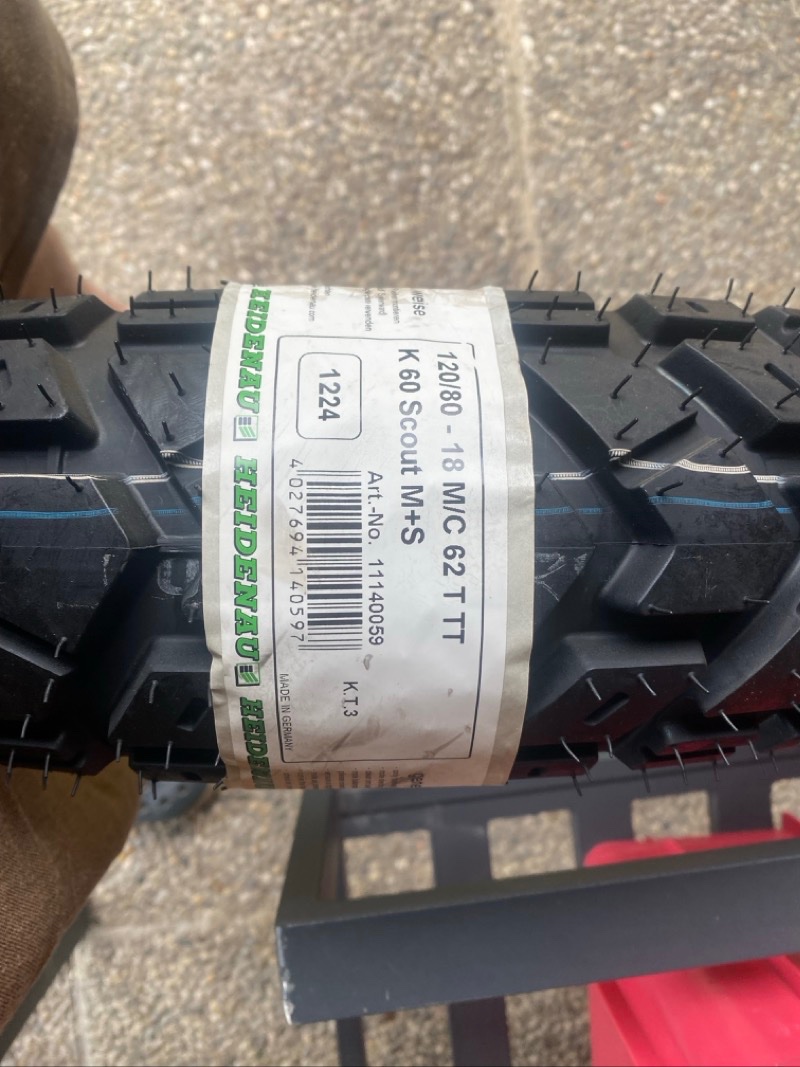 HEIDENAU HEIDENAU HEIDEN
120/80 - 18 M/C 62 T TT
K 60 Scout M+S
1224
Art.-No. 11140059
4 027694 140597
K.T,3
MADE IN GERMANY